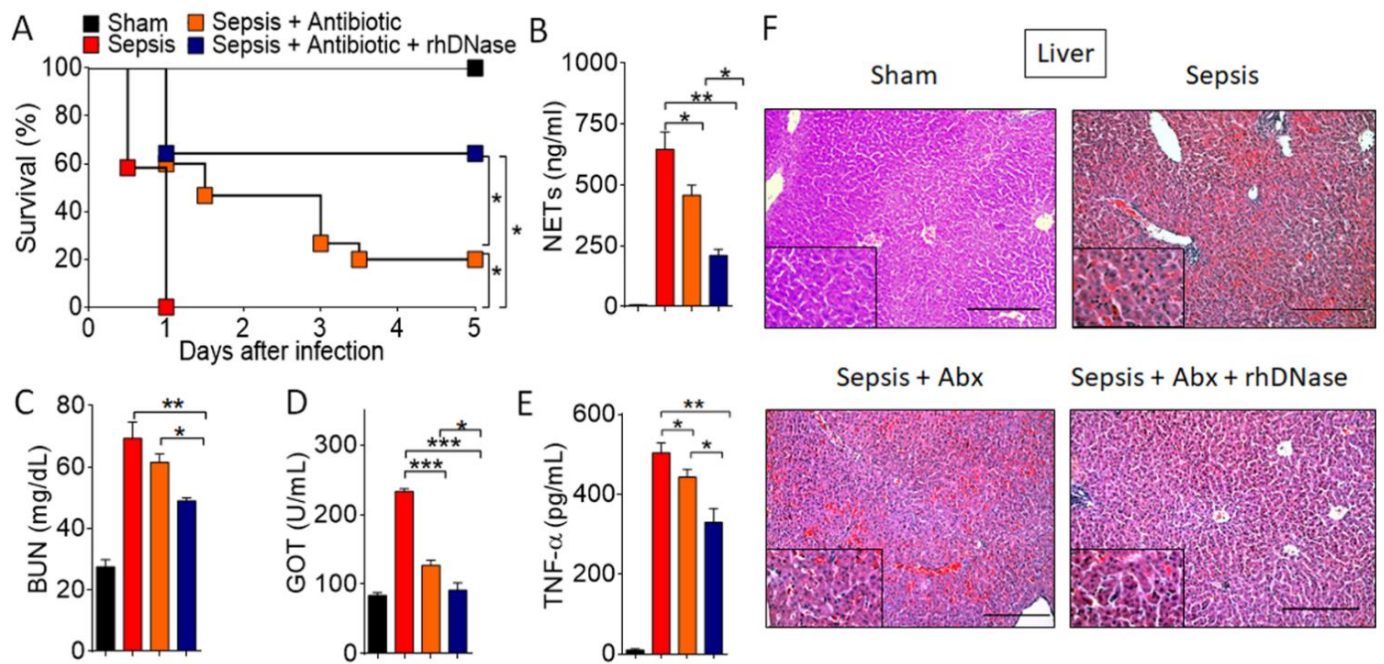 A
Sham
Sepsis + Antibiotic
Sepsis
Sepsis + Antibiotic + rhDNase
100
80
60
40
20
0
Survival (%)
0 1 2 3 4 5
Days after infection
*
*
*
B
1000
750
500
250
0
NETs (ng/ml)
*
**
*
C
80
60
40
20
0
BUN (mg/dL)
**
*
D
300
200
100
0
GOT (U/mL)
*
***
***
E
600
400
200
0
TNF-α (pg/mL)
**
*
*
F
Liver
Sham
Sepsis
Sepsis + Abx
Sepsis + Abx + rhDNase